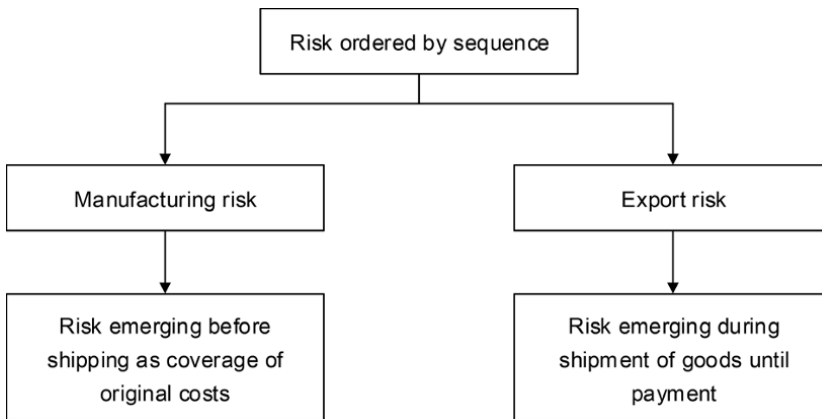 Risk ordered by sequence
Manufacturing risk
Export risk
Risk emerging before
shipping as coverage of
original costs
Risk emerging during
shipment of goods until
payment